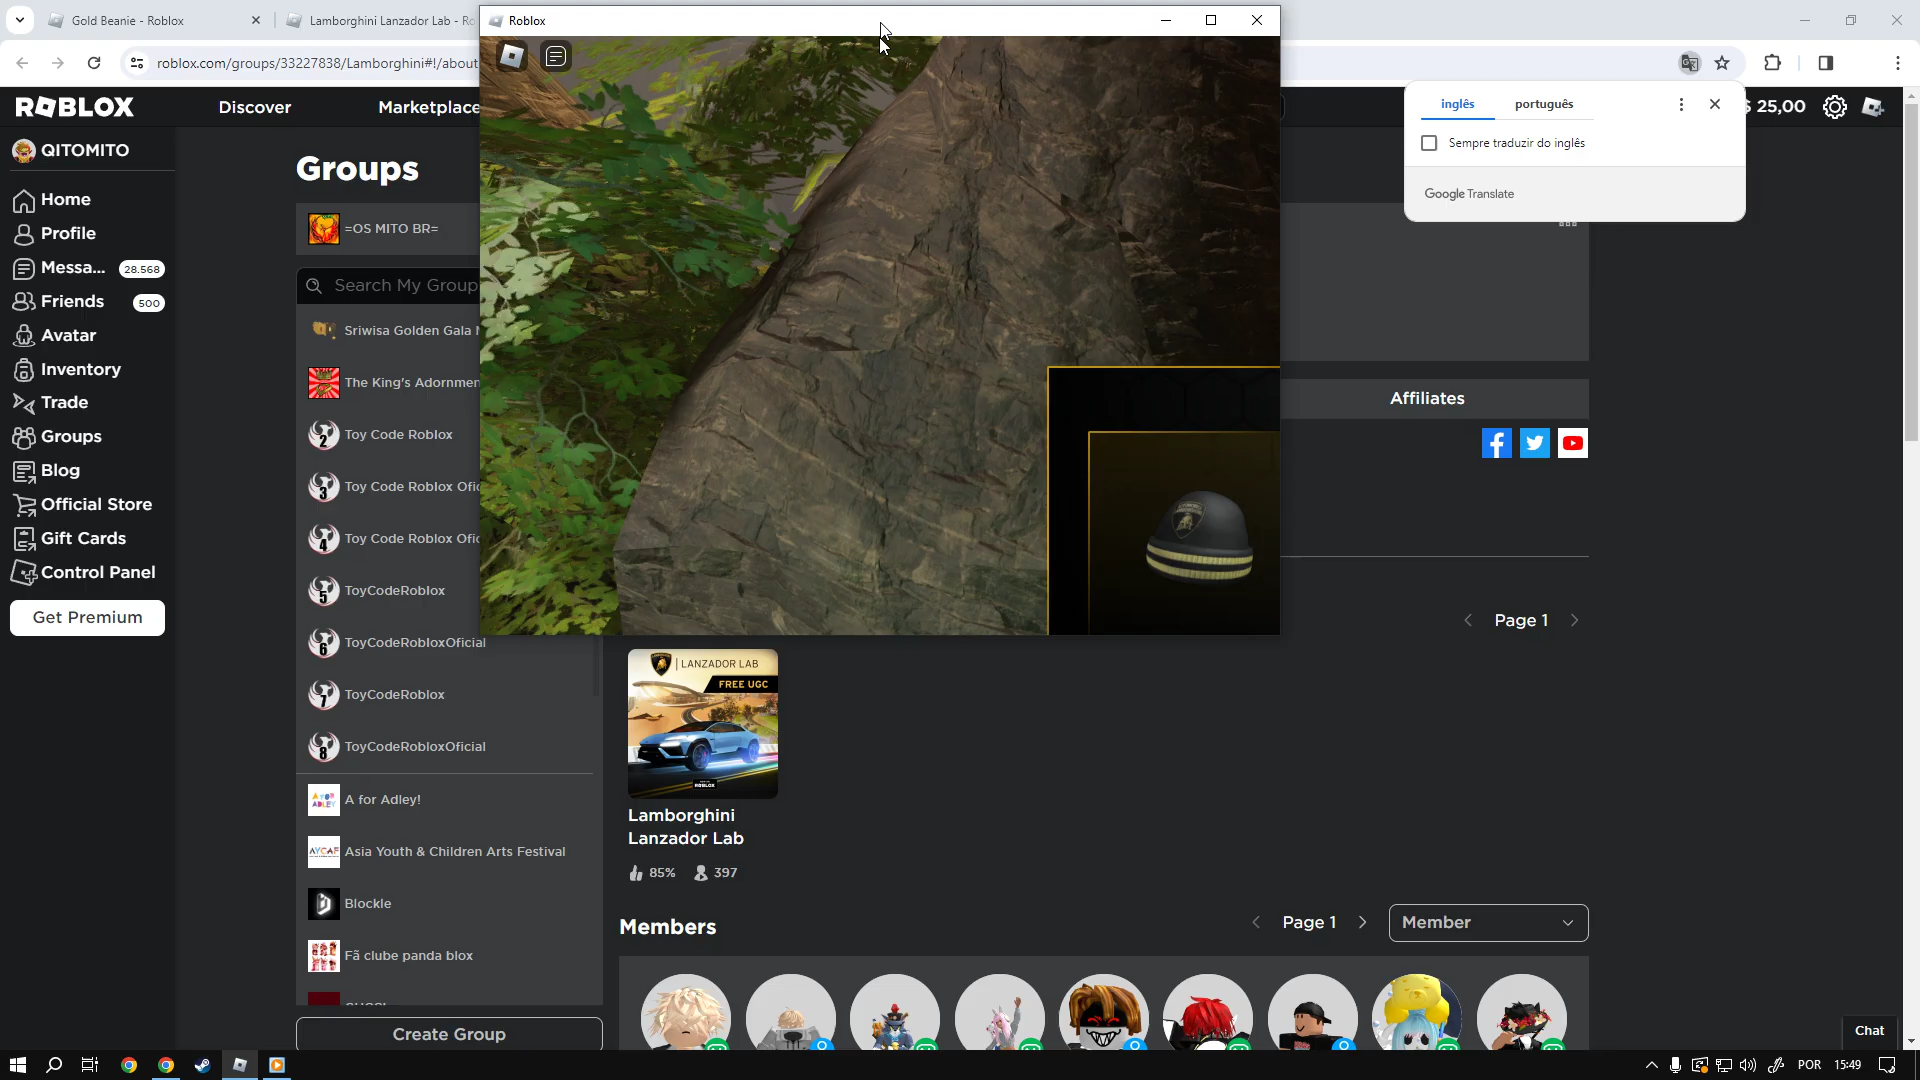 Gold Beanie - Roblox
Lamborghini Lanzador Lab - Ro
Roblox
roblox.com/groups/33227838/Lamborghini#!/about
ROBLOX
Discover
Marketplace
25,00
inglês
português
Sempre traduzir do inglês
Google Translate
QITOMITO
Home
Profile
Messa...
28.568
Friends
500
Avatar
Inventory
Trade
Groups
Blog
Official Store
Gift Cards
Control Panel
Get Premium
Groups
=OS MITO BR=
Search My Group
Sriwisa Golden Gala
The King's Adornmen
Toy Code Roblox
Toy Code Roblox Ofic
Toy Code Roblox Ofic
ToyCodeRoblox
ToyCodeRobloxOficial
ToyCodeRoblox
ToyCodeRobloxOficial
A for Adley!
Asia Youth & Children Arts Festival
Blockle
Fã clube panda blox
Create Group
Affiliates
Page 1
LANZADOR LAB
FREE UGC
ROBLOX
Lamborghini
Lanzador Lab
85%
397
Members
Page 1
Member
Chat
POR
15:49